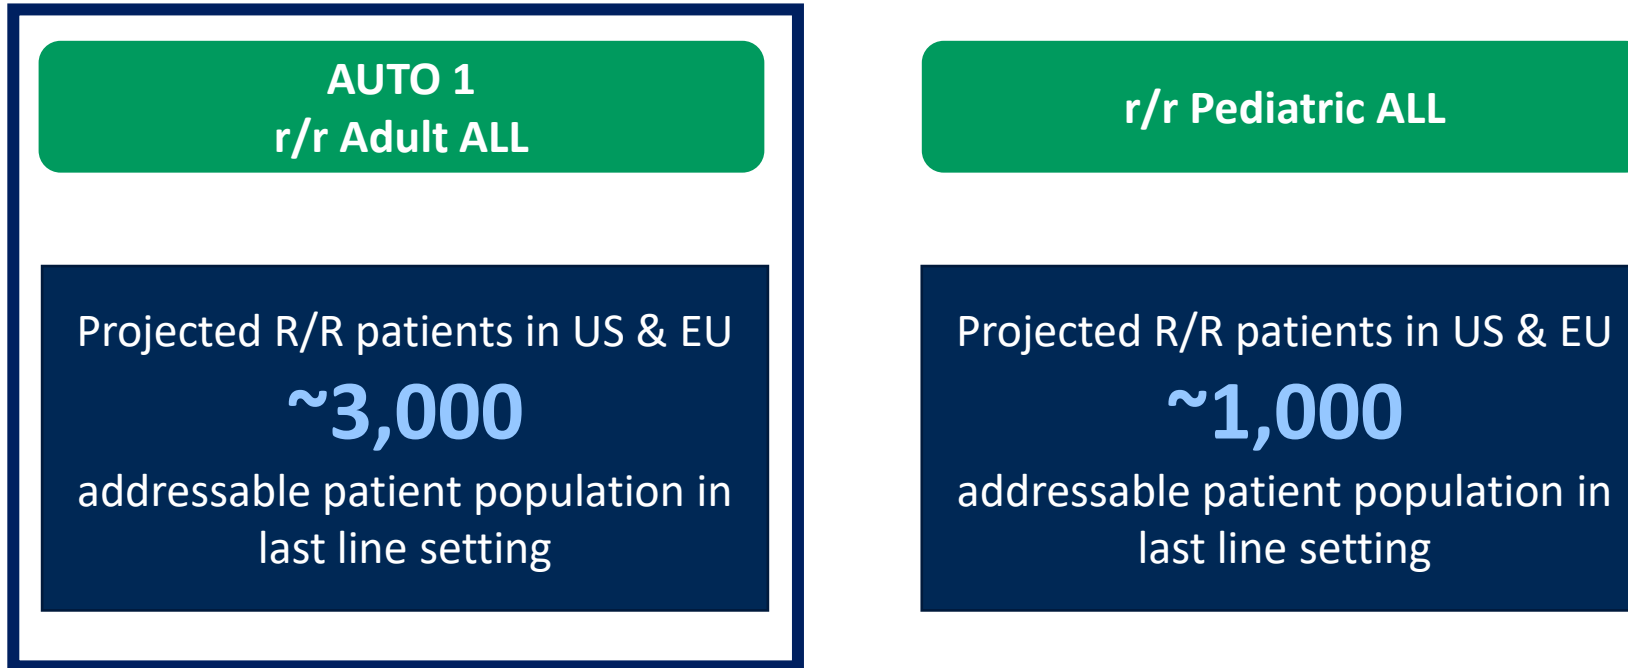 AUTO 1
r/r Adult ALL
Projected R/R patients in US & EU
~3,000
addressable patient population in
last line setting
r/r Pediatric ALL
Projected R/R patients in US & EU
~1,000
addressable patient population in
last line setting